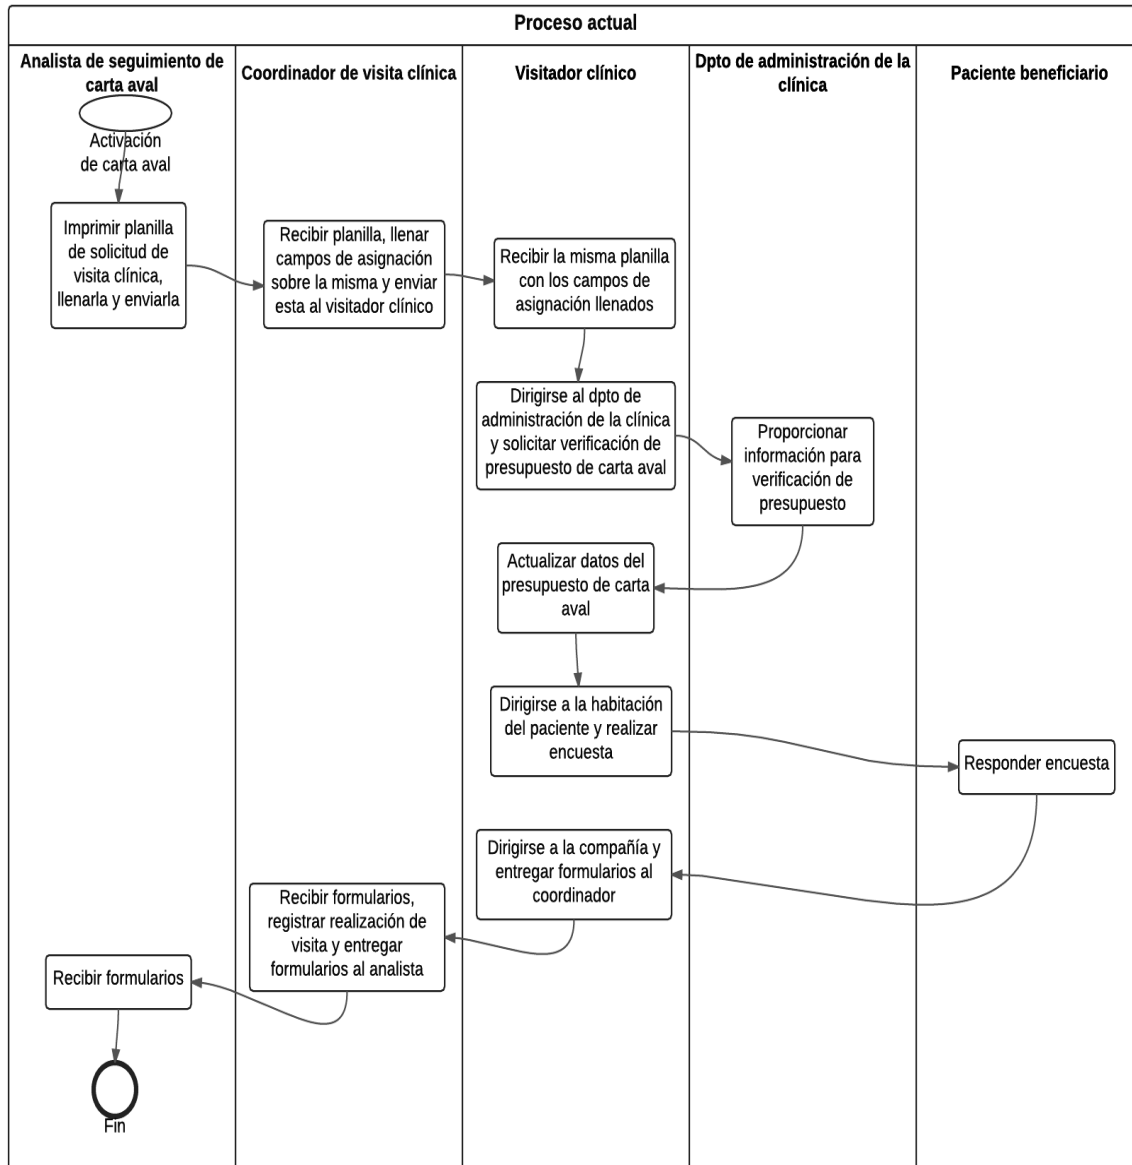 Proceso actual
Analista de seguimiento de
carta aval
Coordinador de visita clínica
Visitador clínico
Dpto de administración de la
clínica
Paciente beneficiario
Activación
de carta aval
Imprimir planilla
de solicitud de
visita clínica,
llenarla y enviarla
Recibir planilla, llenar
campos de asignación
sobre la misma y enviar
esta al visitador clínico
Recibir la misma planilla
con los campos de
asignación llenados
Dirigirse al dpto de
administración de la clínica
y solicitar verificación de
presupuesto de carta aval
Proporcionar
información para
verificación de
presupuesto
Actualizar datos del
presupuesto de carta
aval
Dirigirse a la habitación
del paciente y realizar
encuesta
Responder encuesta
Dirigirse a la compañía y
entregar formularios al
coordinador
Recibir formularios,
registrar realización de
visita y entregar
formularios al analista
Recibir formularios
Fin